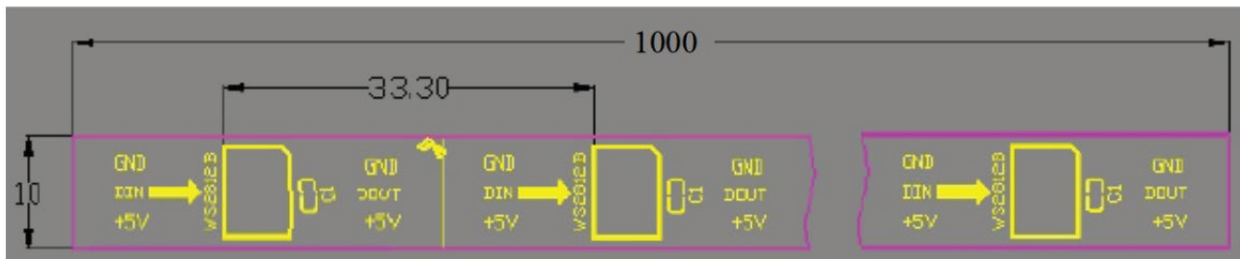 1000
33.30
10
GND GND GND GND GND GND
DIN WS2812B C1 DOUT DIN WS2812B C1 DOUT DIN WS2812B C1 DOUT
+5V +5V +5V +5V +5V +5V